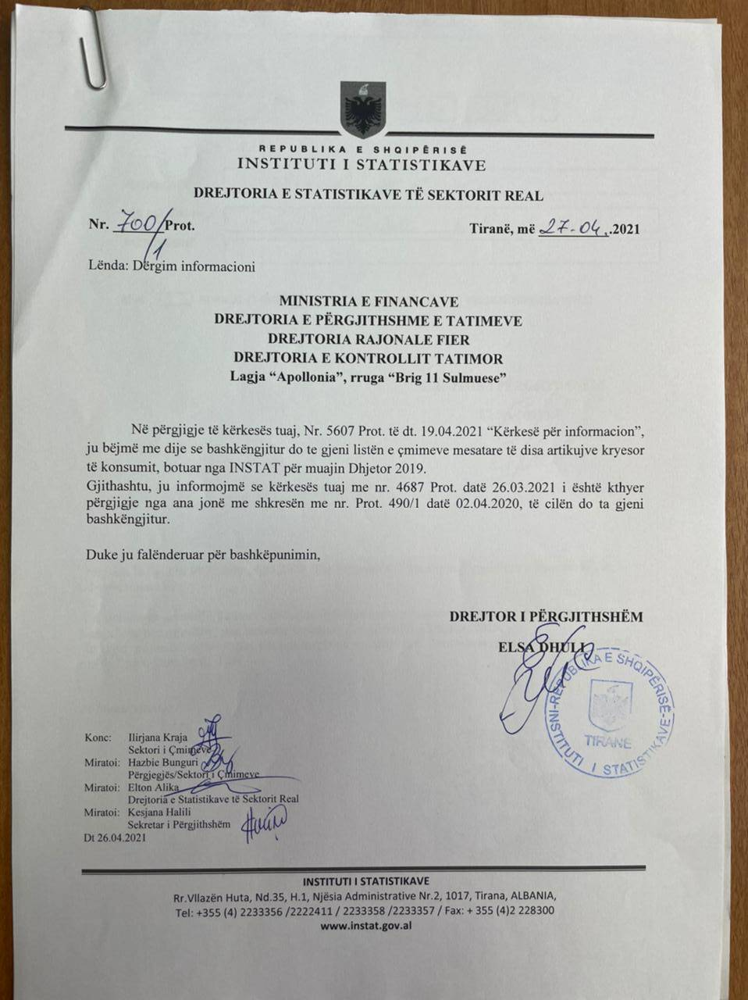 REPUBLIKA E SHQIPËRISË
INSTITUTI I STATISTIKAVE
DREJTORIA E STATISTIKAVE TË SEKTORIT REAL
Nr. 700/1 Prot.
Tiranë, më 27-04.2021
Lënda: Dërgim informacioni
MINISTRIA E FINANCAVE
DREJTORIA E PËRGJITHSHME E TATIMEVE
DREJTORIA RAJONALE FIER
DREJTORIA E KONTROLLIT TATIMOR
Lagja “Apollonia”, rruga “Brig 11 Sulmuese”
Në përgjigje të kërkesës tuaj, Nr. 5607 Prot. të dt. 19.04.2021 “Kërkesë për informacion”,
ju bëjmë me dije se bashkëngjitur do te gjeni listën e çmimeve mesatare të disa artikujve kryesor
të konsumit, botuar nga INSTAT për muajin Dhjetor 2019.
Gjithashtu, ju informojmë se kërkesës tuaj me nr. 4687 Prot. datë 26.03.2021 i është kthyer
përgjigje nga ana jonë me shkresën me nr. Prot. 490/1 datë 02.04.2020, të cilën do ta gjeni
bashkëngjitur.
Duke ju falënderuar për bashkëpunimin,
DREJTOR I PËRGJITHSHËM
ELSA DHULI
INSTITUTI I STATISTIKAVE-REPUBLIKA E SHQIPËRISË-
TIRANË
Konc: Ilirjana Kraja
Sektori i Çmimeve
Miratoi: Hazbie Bunguri
Përgjegjës/Sektori i Çmimeve
Miratoi: Elton Alika
Drejtoria e Statistikave të Sektorit Real
Miratoi: Kesjana Halili
Sekretar i Përgjithshëm
Dt 26.04.2021
INSTITUTI I STATISTIKAVE
Rr.Vllazën Huta, Nd.35, H.1, Njësia Administrative Nr.2, 1017, Tirana, ALBANIA,
Tel: +355 (4) 2233356 /2222411 / 2233358 /2233357 / Fax: + 355 (4)2 228300
www.instat.gov.al